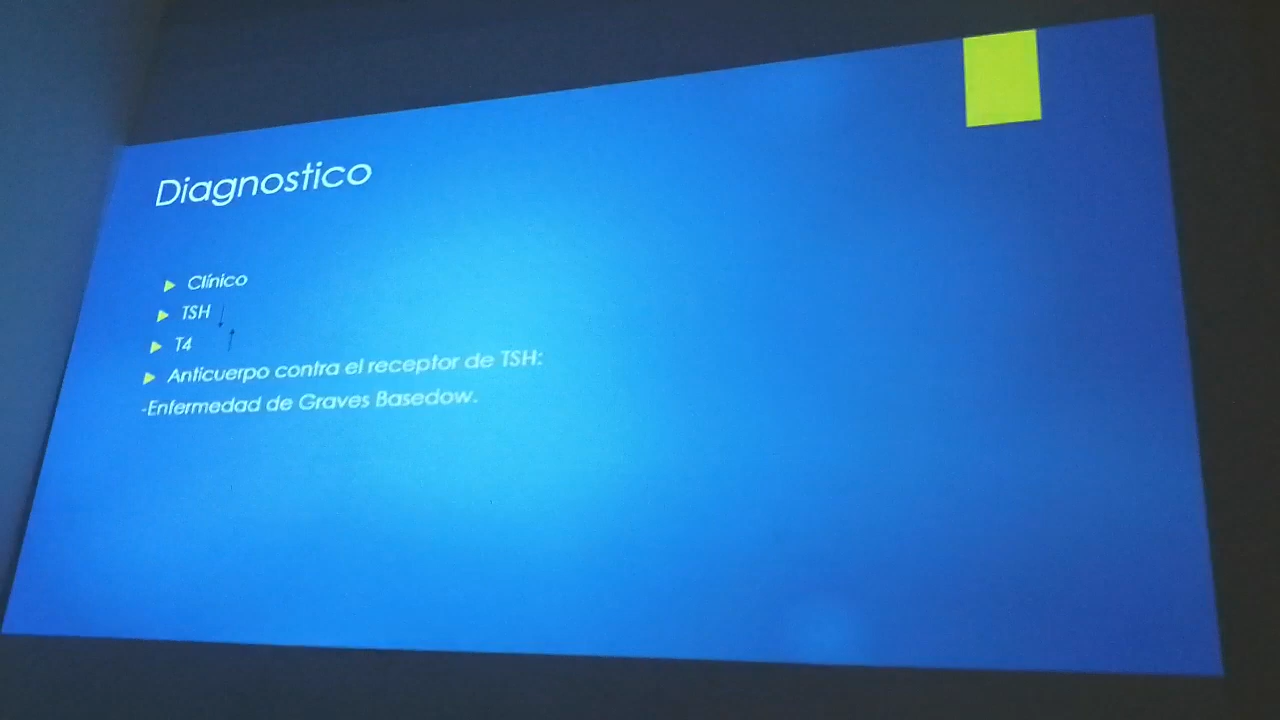 Diagnostico
Clínico
TSH ↓
T4 ↑
Anticuerpo contra el receptor de TSH:
-Enfermedad de Graves Basedow.